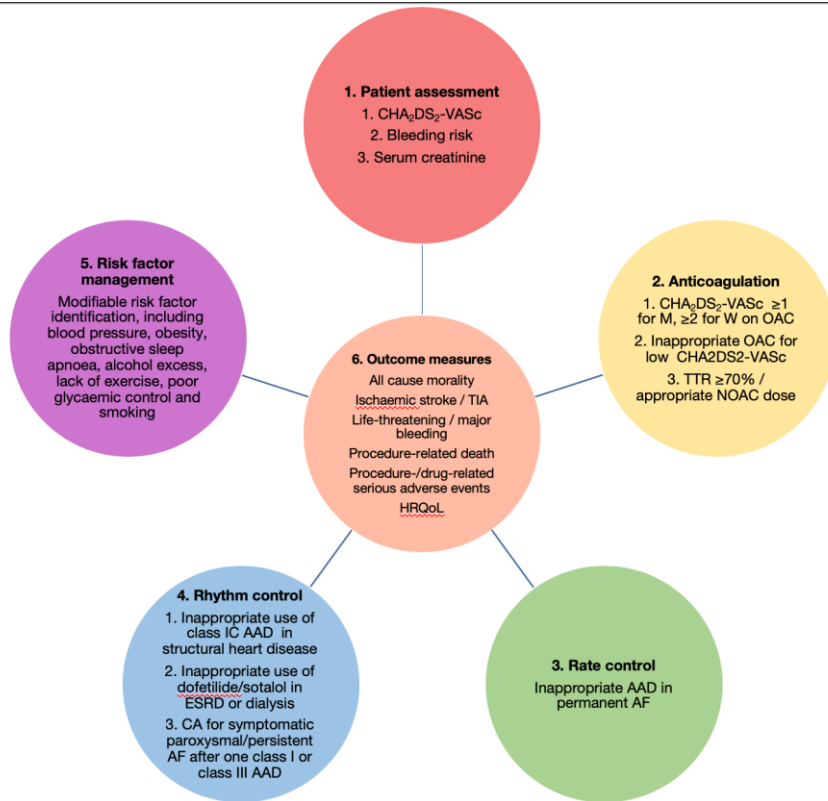 1. Patient assessment
1. CHA₂DS₂-VASc
2. Bleeding risk
3. Serum creatinine
2. Anticoagulation
1. CHA₂DS₂-VASc ≥1
for M, ≥2 for W on OAC
2. Inappropriate OAC for
low CHA2DS2-VASc
3. TTR ≥70% /
appropriate NOAC dose
3. Rate control
Inappropriate AAD in
permanent AF
4. Rhythm control
1. Inappropriate use of
class IC AAD in
structural heart disease
2. Inappropriate use of
dofetilide/sotalol in
ESRD or dialysis
3. CA for symptomatic
paroxysmal/persistent
AF after one class I or
class III AAD
5. Risk factor
management
Modifiable risk factor
identification, including
blood pressure, obesity,
obstructive sleep
apnoea, alcohol excess,
lack of exercise, poor
glycaemic control and
smoking
6. Outcome measures
All cause morality
Ischaemic stroke / TIA
Life-threatening / major
bleeding
Procedure-related death
Procedure-/drug-related
serious adverse events
HRQoL